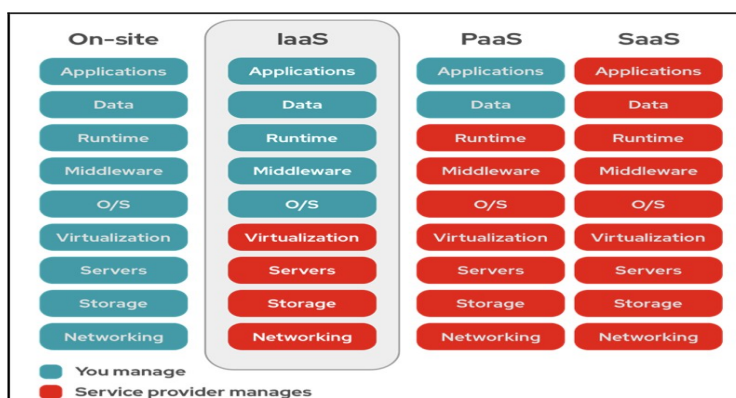 On-site IaaS PaaS SaaS
Applications Applications Applications Applications
Data Data Data Data
Runtime Runtime Runtime Runtime
Middleware Middleware Middleware Middleware
O/S O/S O/S O/S
Virtualization Virtualization Virtualization Virtualization
Servers Servers Servers Servers
Storage Storage Storage Storage
Networking Networking Networking Networking
You manage
Service provider manages